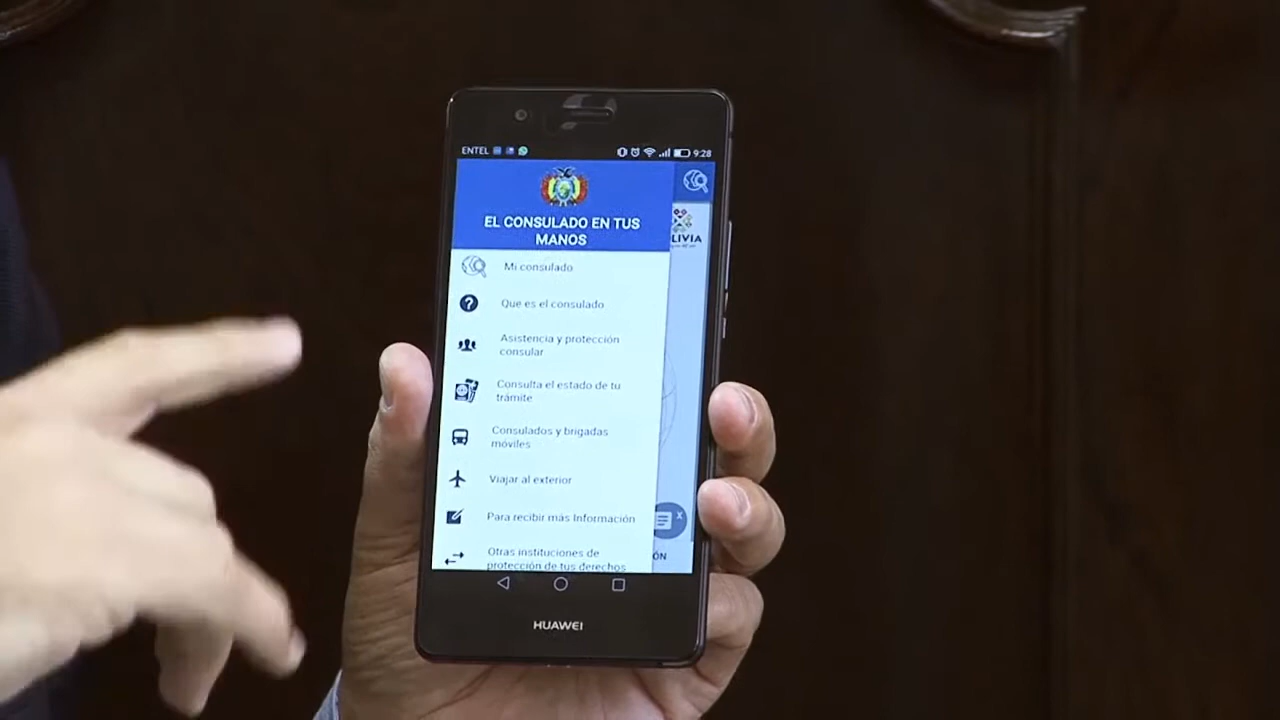 ENTEL
9:28
EL CONSULADO EN TUS
MANOS
LIVIA
Mi consulado
Que es el consulado
Asistencia y protección
consular
Consulta el estado de tu
trámite
Consulados y brigadas
móviles
Viajar al exterior
Para recibir más Información
Otras instituciones de
protección de tus derechos
x
ÓN
HUAWEI